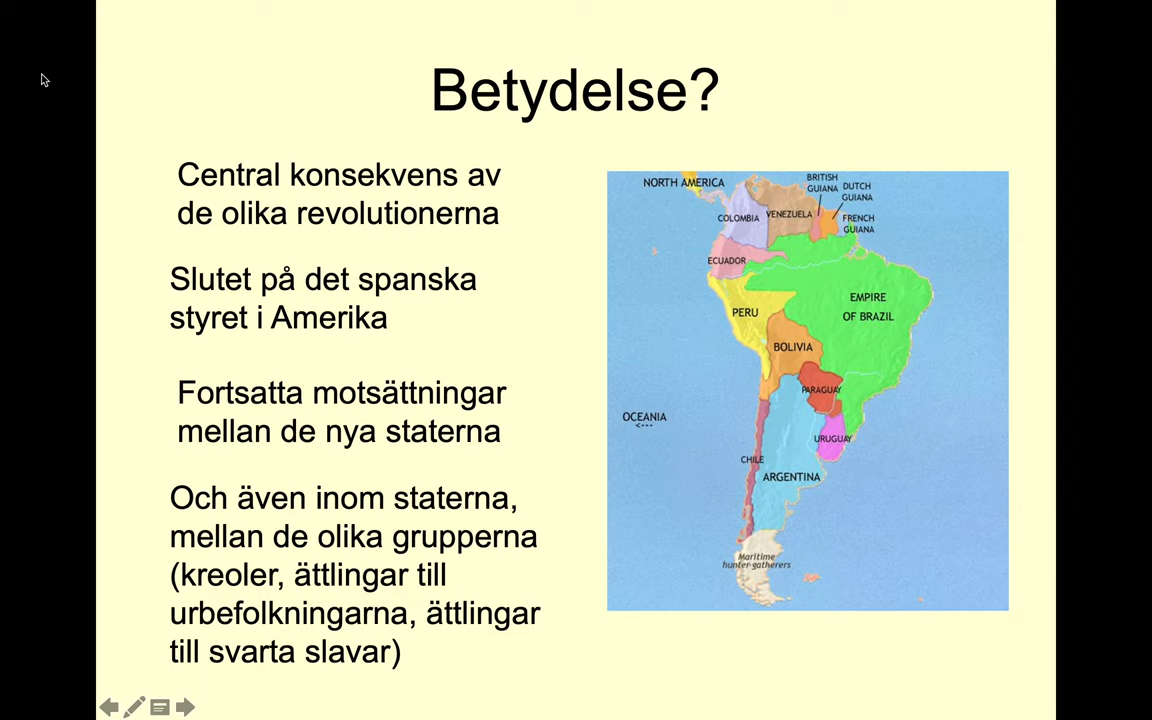 Betydelse?
Central konsekvens av
de olika revolutionerna
Slutet på det spanska
styret i Amerika
Fortsatta motsättningar
mellan de nya staterna
Och även inom staterna,
mellan de olika grupperna
(kreoler, ättlingar till
urbefolkningarna, ättlingar
till svarta slavar)
NORTH AMERICA
BRITISH
GUIANA
DUTCH
GUIANA
COLOMBIA
VENEZUELA
FRENCH
GUIANA
ECUADOR
PERU
EMPIRE
OF BRAZIL
BOLIVIA
PARAGUAY
OCEANIA
<---
URUGUAY
CHILE
ARGENTINA
Maritime
hunter-gatherers